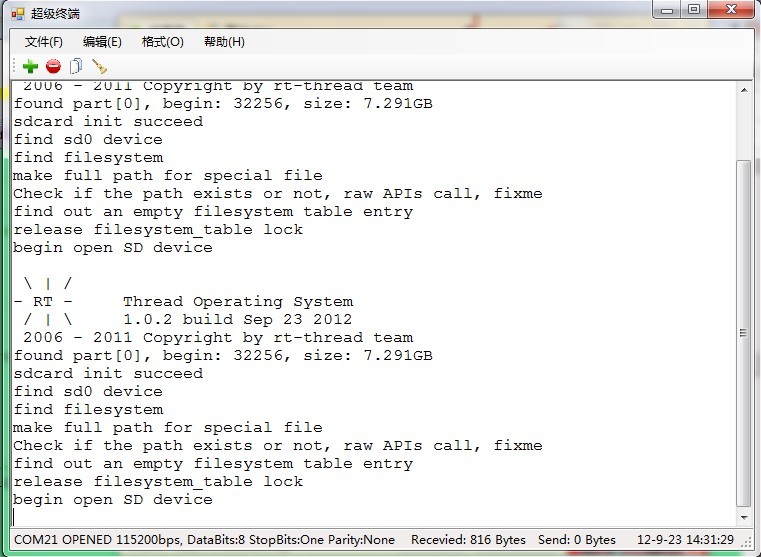 超级终端
文件(F) 编辑(E) 格式(O) 帮助(H)
2006 - 2011 Copyright by rt-thread team
found part[0], begin: 32256, size: 7.291GB
sdcard init succeed
find sd0 device
find filesystem
make full path for special file
Check if the path exists or not, raw APIs call, fixme
find out an empty filesystem table entry
release filesystem_table lock
begin open SD device
\ | /
- RT - Thread Operating System
/ | \ 1.0.2 build Sep 23 2012
2006 - 2011 Copyright by rt-thread team
found part[0], begin: 32256, size: 7.291GB
sdcard init succeed
find sd0 device
find filesystem
make full path for special file
Check if the path exists or not, raw APIs call, fixme
find out an empty filesystem table entry
release filesystem_table lock
begin open SD device
COM21 OPENED 115200bps, DataBits:8 StopBits:One Parity:None Recevied: 816 Bytes Send: 0 Bytes 12-9-23 14:31:29